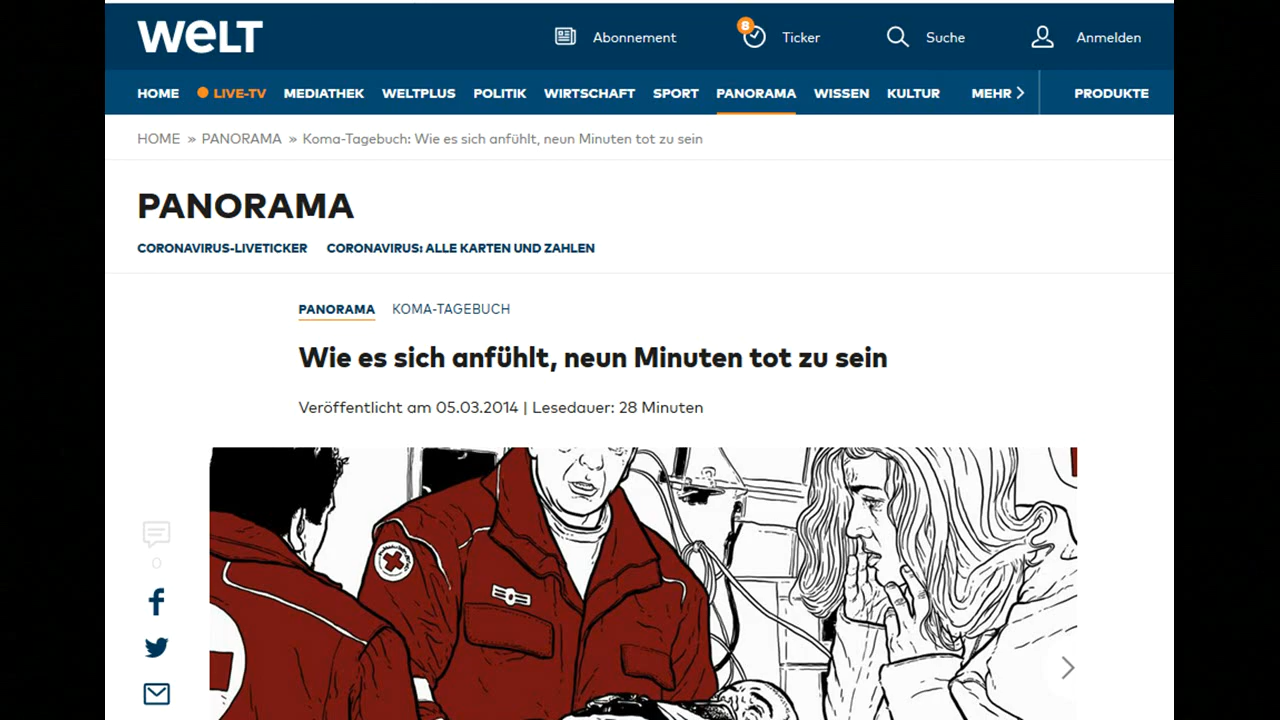 WELT
Abonnement
8
Ticker
Suche
Anmelden
HOME LIVE-TV MEDIATHEK WELTPLUS POLITIK WIRTSCHAFT SPORT PANORAMA WISSEN KULTUR MEHR PRODUKTE
HOME » PANORAMA » Koma-Tagebuch: Wie es sich anfühlt, neun Minuten tot zu sein
PANORAMA
CORONAVIRUS-LIVETICKER CORONAVIRUS: ALLE KARTEN UND ZAHLEN
PANORAMA KOMA-TAGEBUCH
Wie es sich anfühlt, neun Minuten tot zu sein
Veröffentlicht am 05.03.2014 | Lesedauer: 28 Minuten
0